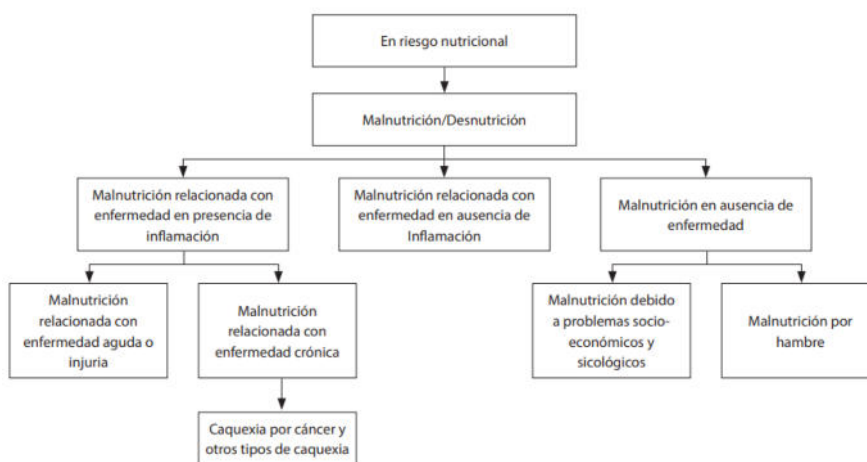 En riesgo nutricional
Malnutrición/Desnutrición
Malnutrición relacionada con
enfermedad en presencia de
inflamación
Malnutrición relacionada con
enfermedad en ausencia de
Inflamación
Malnutrición en ausencia de
enfermedad
Malnutrición
relacionada con
enfermedad aguda o
injuria
Malnutrición
relacionada con
enfermedad crónica
Malnutrición debido
a problemas socio-
económicos y
sicológicos
Malnutrición por
hambre
Caquexia por cáncer y
otros tipos de caquexia